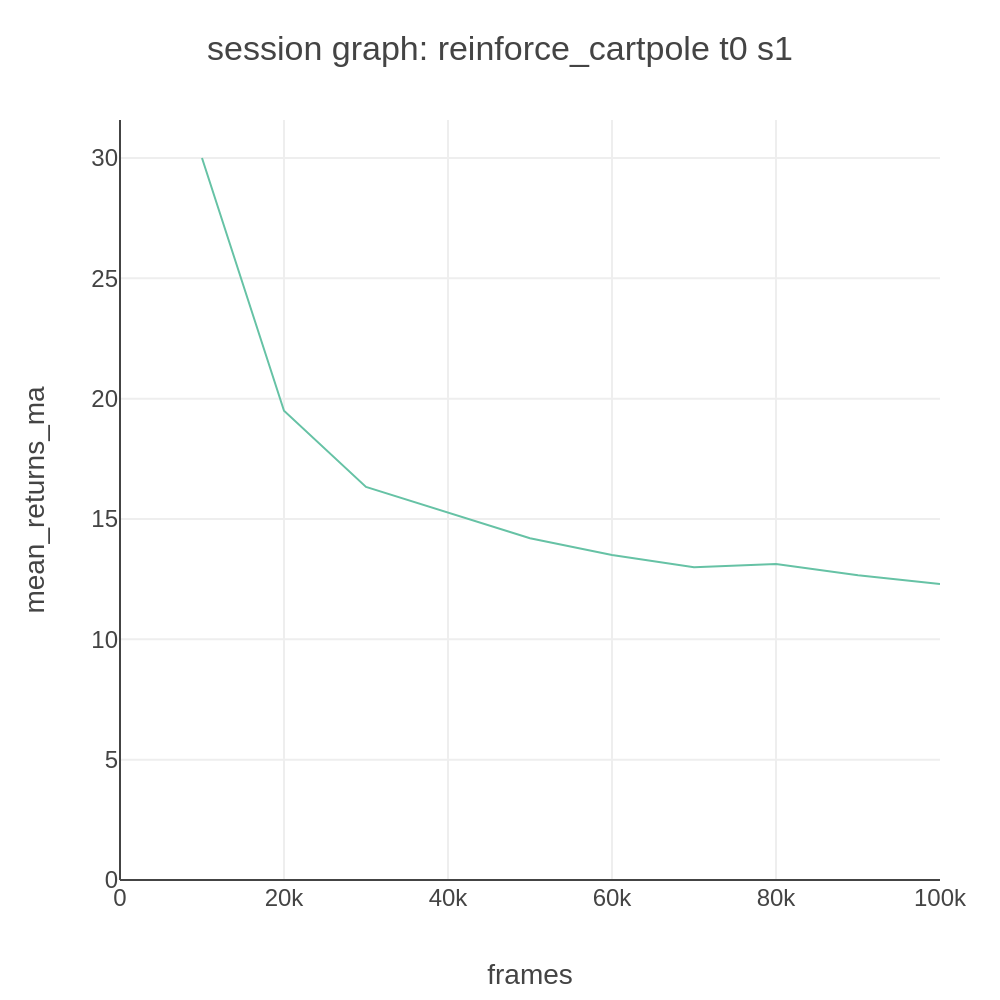 session graph: reinforce_cartpole t0 s1
30
25
20
15
10
5
0
mean_returns_ma
0 20k 40k 60k 80k 100k
frames